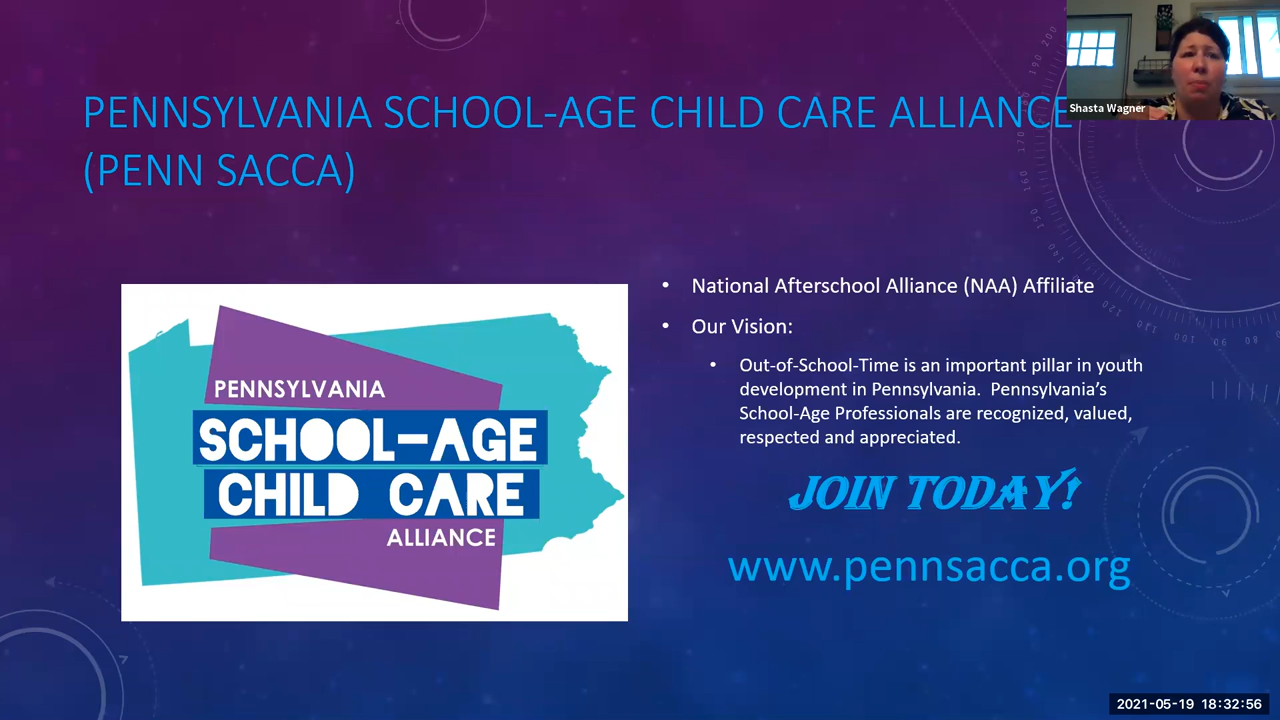 PENNSYLVANIA SCHOOL-AGE CHILD CARE ALLIANCE
(PENN SACCA)
Shasta Wagner
PENNSYLVANIA
SCHOOL-AGE
CHILD CARE
ALLIANCE
• National Afterschool Alliance (NAA) Affiliate
• Our Vision:
• Out-of-School-Time is an important pillar in youth
development in Pennsylvania. Pennsylvania's
School-Age Professionals are recognized, valued,
respected and appreciated.
JOIN TODAY!
www.pennsacca.org
2021-05-19 18:32:56